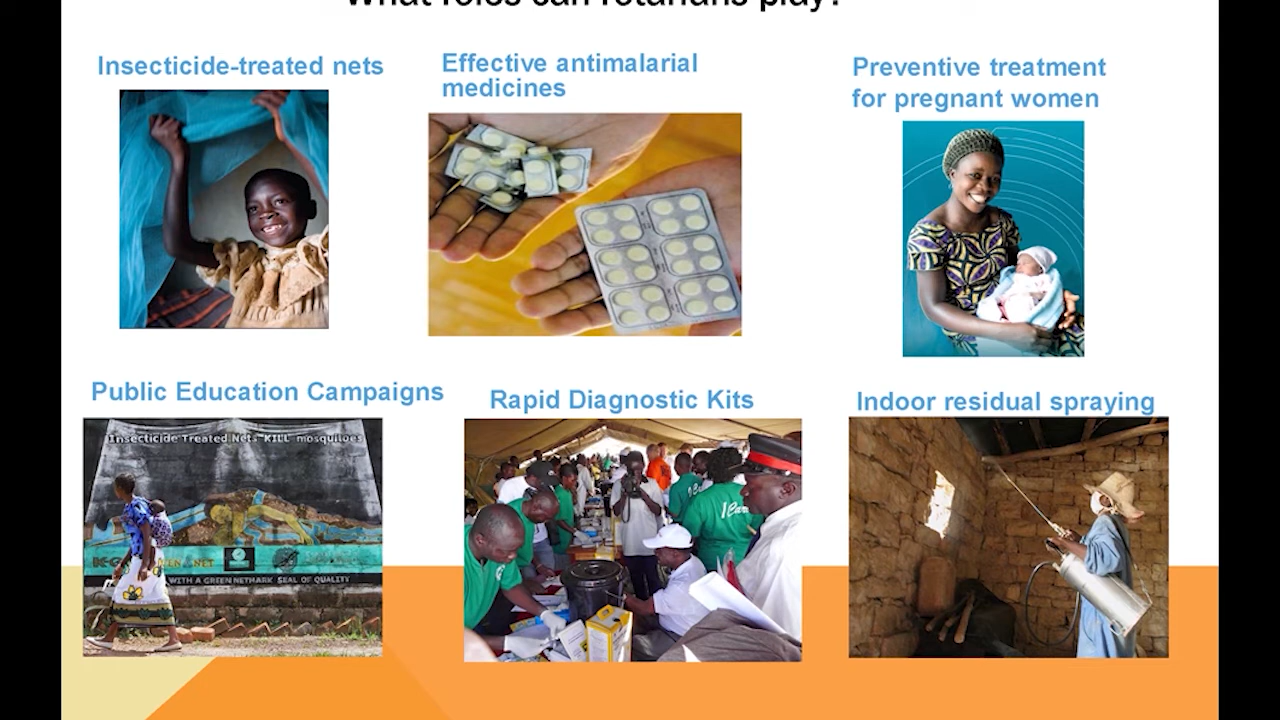 What roles can rotarians play?
Insecticide-treated nets
Effective antimalarial
medicines
Preventive treatment
for pregnant women
Public Education Campaigns
Rapid Diagnostic Kits
Indoor residual spraying
Insecticide Treated Nets "KILL" mosquitoes
WITH A GREEN NETMARK SEAL OF QUALITY
I Care